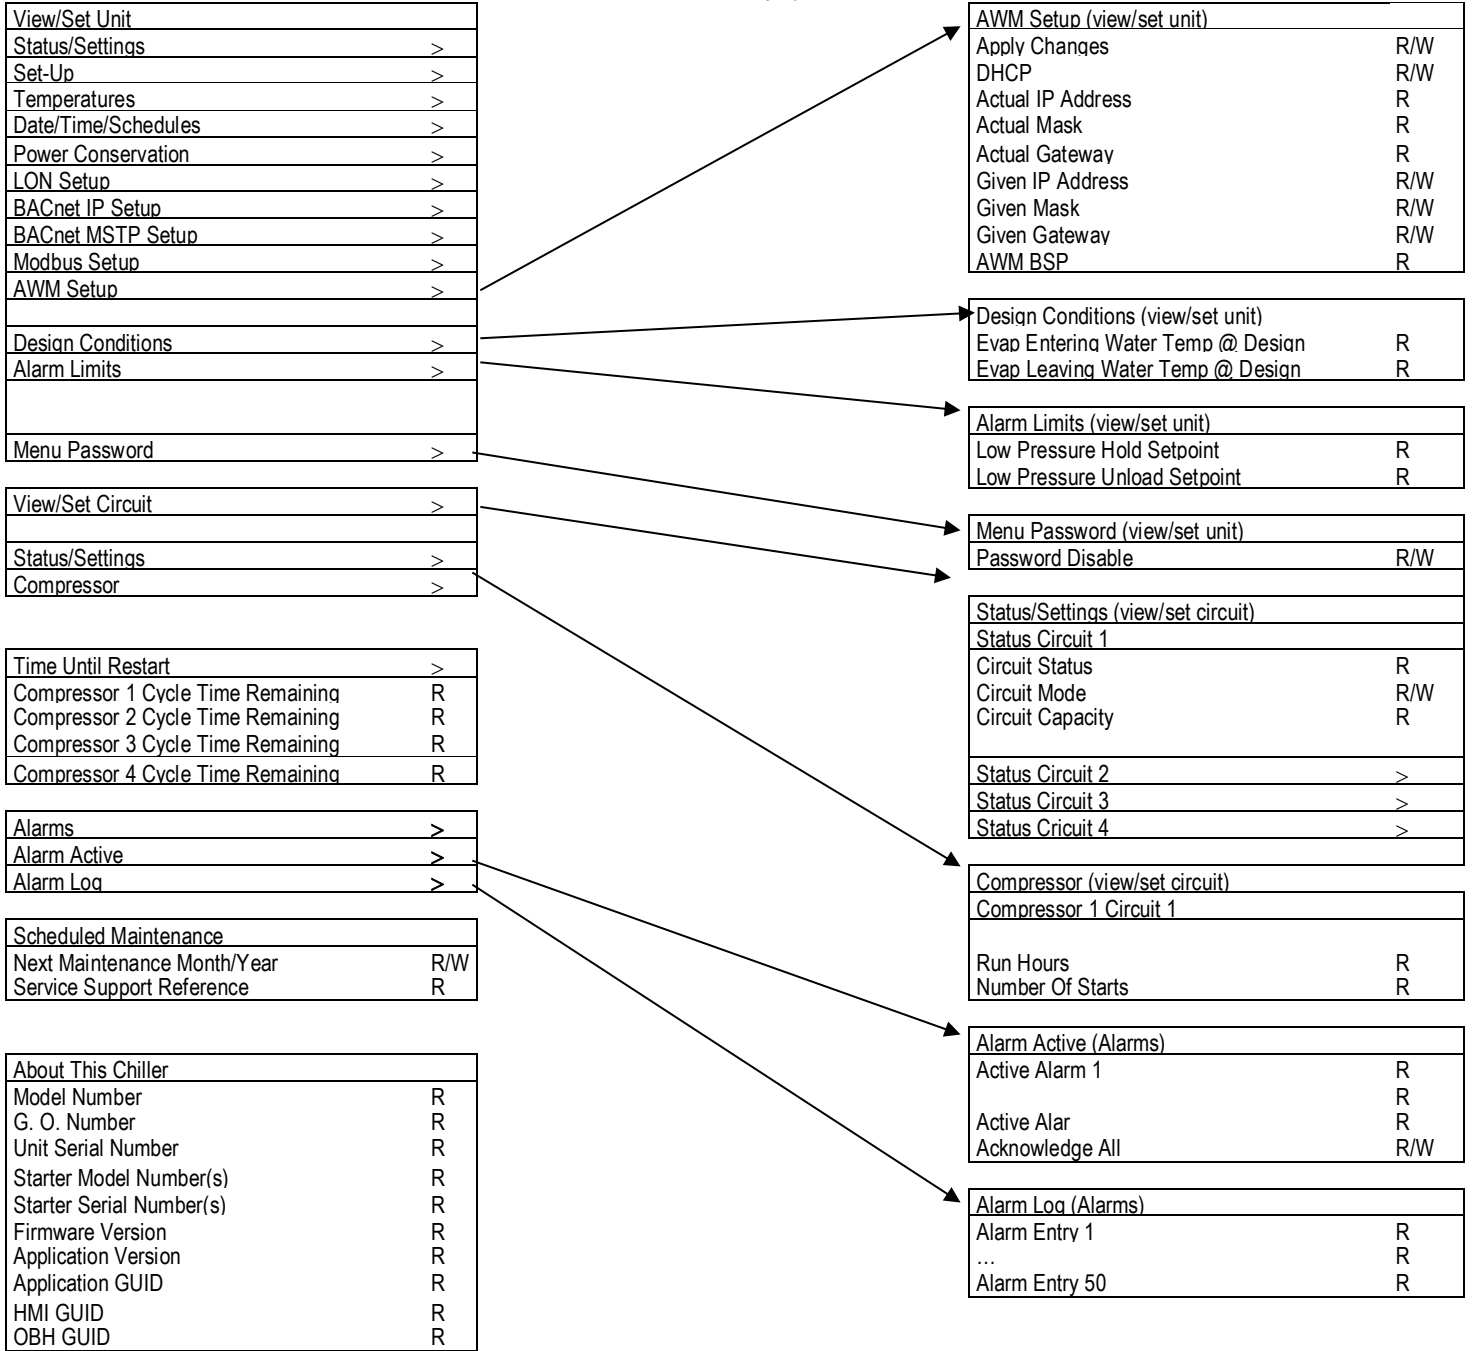 View/Set Unit
Status/Settings >
Set-Up >
Temperatures >
Date/Time/Schedules >
Power Conservation >
LON Setup >
BACnet IP Setup >
BACnet MSTP Setup >
Modbus Setup >
AWM Setup >
Design Conditions >
Alarm Limits >
Menu Password >
View/Set Circuit >
Status/Settings >
Compressor >
Time Until Restart >
Compressor 1 Cycle Time Remaining R
Compressor 2 Cycle Time Remaining R
Compressor 3 Cycle Time Remaining R
Compressor 4 Cycle Time Remaining R
Alarms >
Alarm Active >
Alarm Log >
Scheduled Maintenance
Next Maintenance Month/Year R/W
Service Support Reference R
About This Chiller
Model Number R
G. O. Number R
Unit Serial Number R
Starter Model Number(s) R
Starter Serial Number(s) R
Firmware Version R
Application Version R
Application GUID R
HMI GUID R
OBH GUID R
AWM Setup (view/set unit)
Apply Changes R/W
DHCP R/W
Actual IP Address R
Actual Mask R
Actual Gateway R
Given IP Address R/W
Given Mask R/W
Given Gateway R/W
AWM BSP R
Design Conditions (view/set unit)
Evap Entering Water Temp @ Design R
Evap Leaving Water Temp @ Design R
Alarm Limits (view/set unit)
Low Pressure Hold Setpoint R
Low Pressure Unload Setpoint R
Menu Password (view/set unit)
Password Disable R/W
Status/Settings (view/set circuit)
Status Circuit 1
Circuit Status R
Circuit Mode R/W
Circuit Capacity R
Status Circuit 2 >
Status Circuit 3 >
Status Cricuit 4 >
Compressor (view/set circuit)
Compressor 1 Circuit 1
Run Hours R
Number Of Starts R
Alarm Active (Alarms)
Active Alarm 1 R
R
Active Alar R
Acknowledge All R/W
Alarm Log (Alarms)
Alarm Entry 1 R
… R
Alarm Entry 50 R